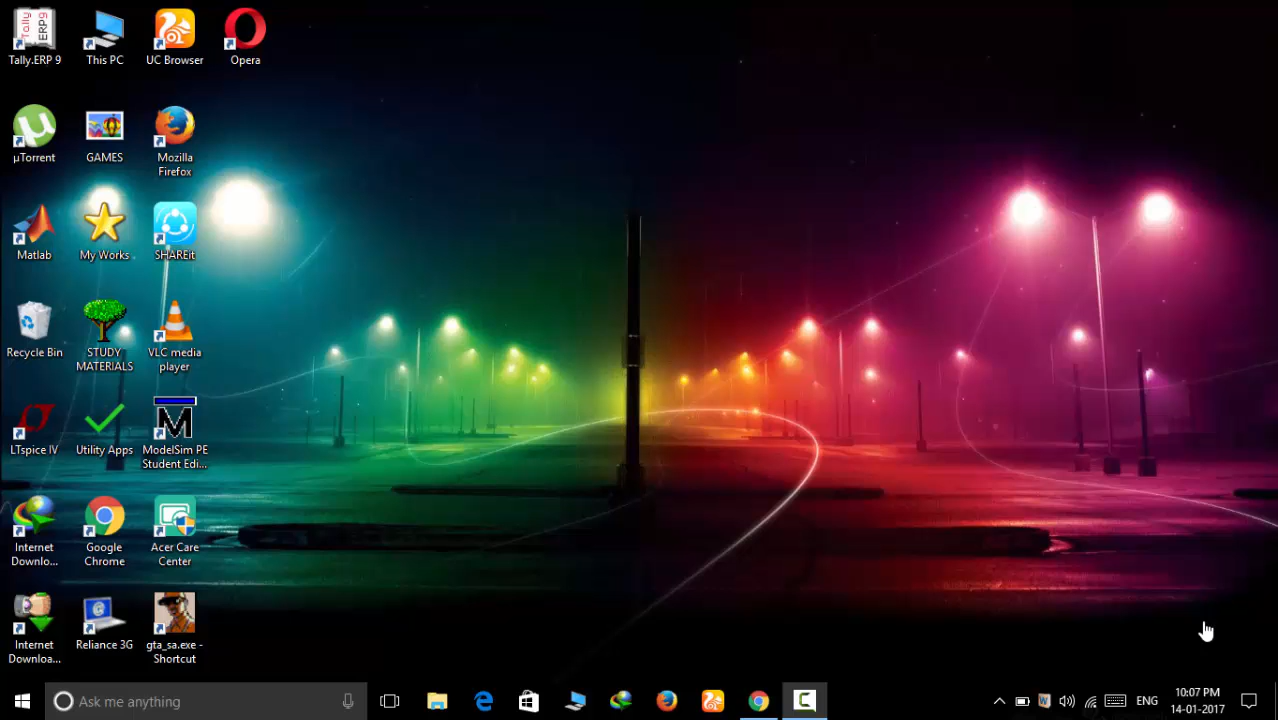 Tally.ERP 9
This PC
UC Browser
Opera
µTorrent
GAMES
Mozilla
Firefox
Matlab
My Works
SHAREit
Recycle Bin
STUDY
MATERIALS
VLC media
player
LTspice IV
Utility Apps
ModelSim PE
Student Edi...
Internet
Downlo...
Google
Chrome
Acer Care
Center
Internet
Downloa...
Reliance 3G
gta_sa.exe -
Shortcut
Ask me anything
ENG
10:07 PM
14-01-2017